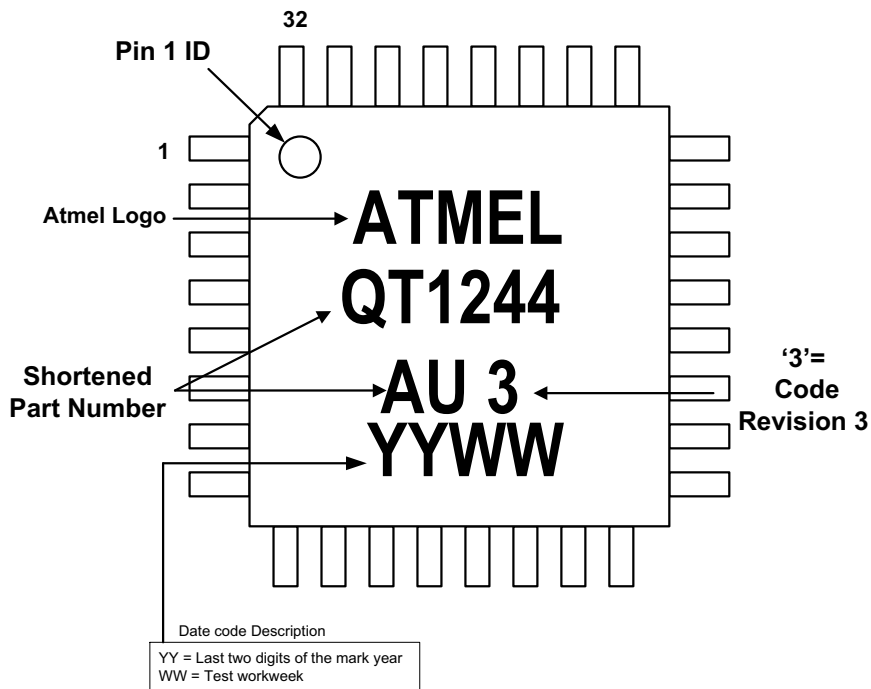 32
Pin 1 ID
1
Atmel Logo
ATMEL
QT1244
Shortened
Part Number
AU 3
‘3’=
Code
Revision 3
YYWW
Date code Description
YY = Last two digits of the mark year
WW = Test workweek